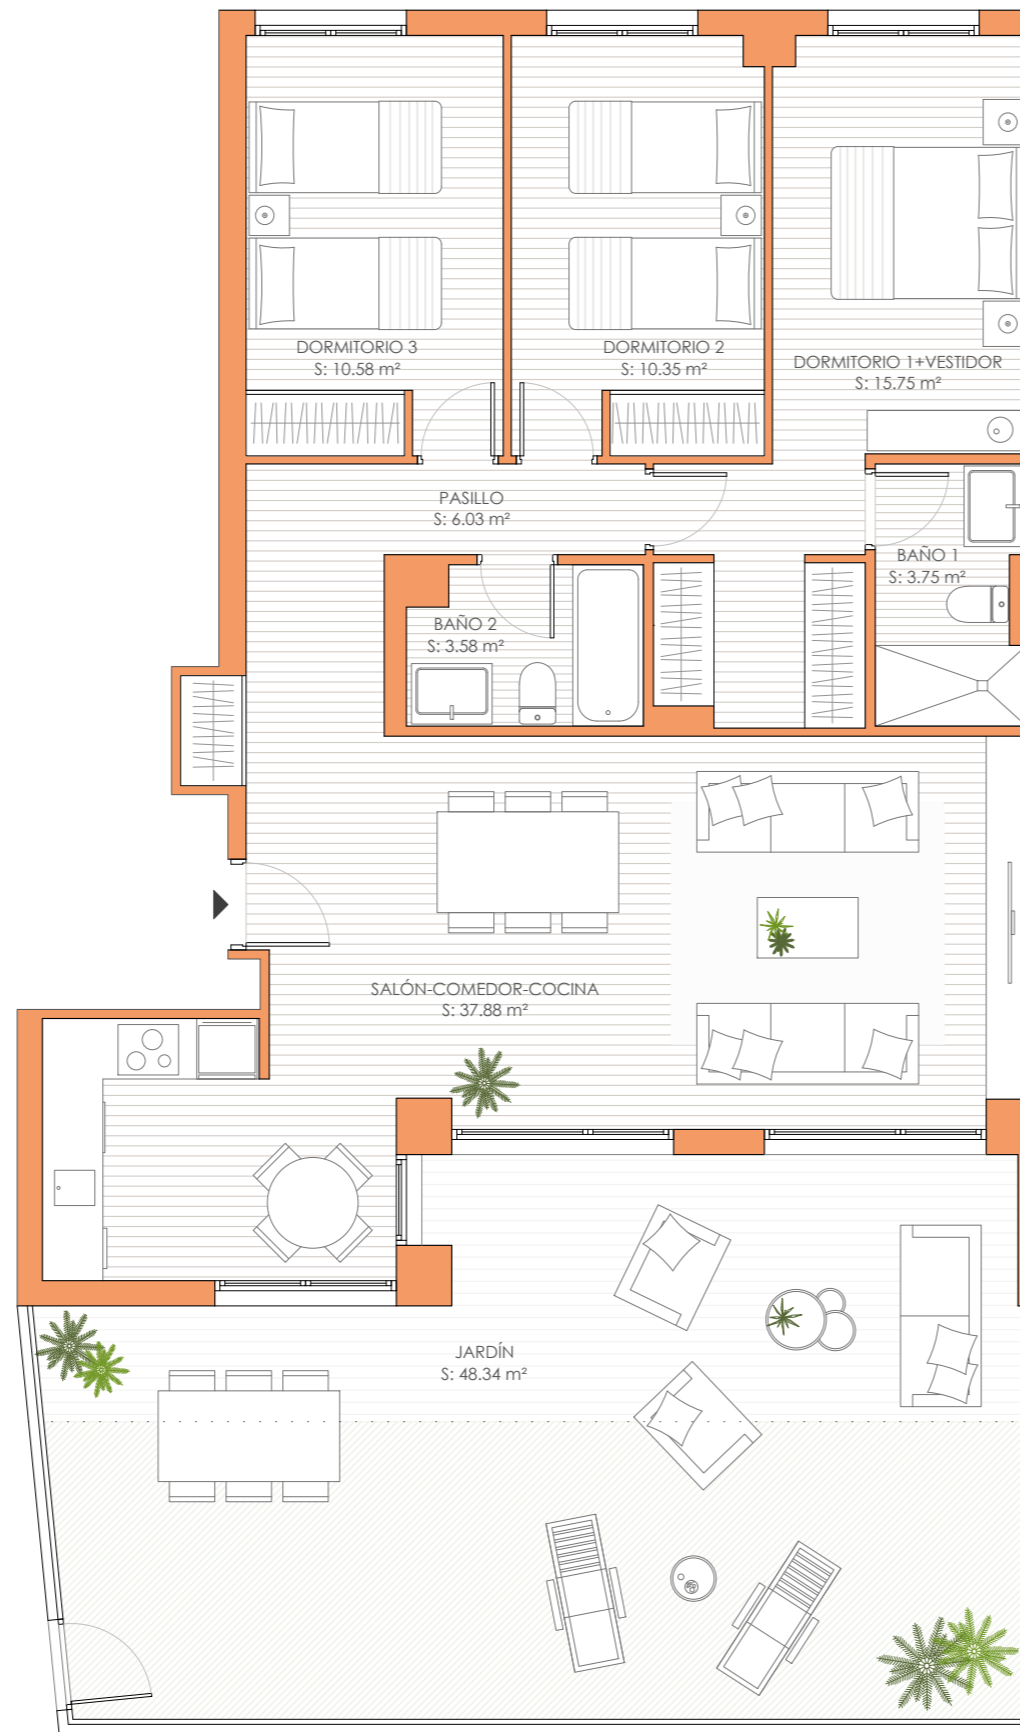 DORMITORIO 3
S: 10.58 m²
DORMITORIO 2
S: 10.35 m²
DORMITORIO 1+VESTIDOR
S: 15.75 m²
PASILLO
S: 6.03 m²
BAÑO 1
S: 3.75 m²
BAÑO 2
S: 3.58 m²
SALÓN-COMEDOR-COCINA
S: 37.88 m²
JARDÍN
S: 48.34 m²